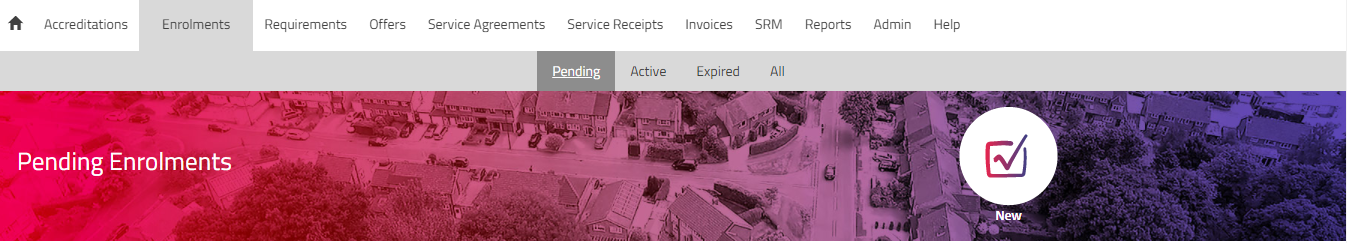 Accreditations Enrolments Requirements Offers Service Agreements Service Receipts Invoices SRM Reports Admin Help
Pending Active Expired All
Pending Enrolments
New